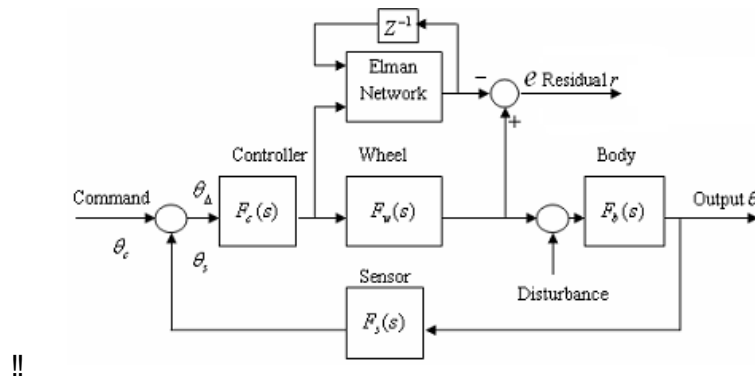 Z⁻¹
Elman
Network
− e Residual r
+
Controller Wheel Body
Command θ_Δ F_c(s) F_w(s) F_b(s) Output θ
θ_c θ_s
Sensor
Disturbance
F_s(s)
!!